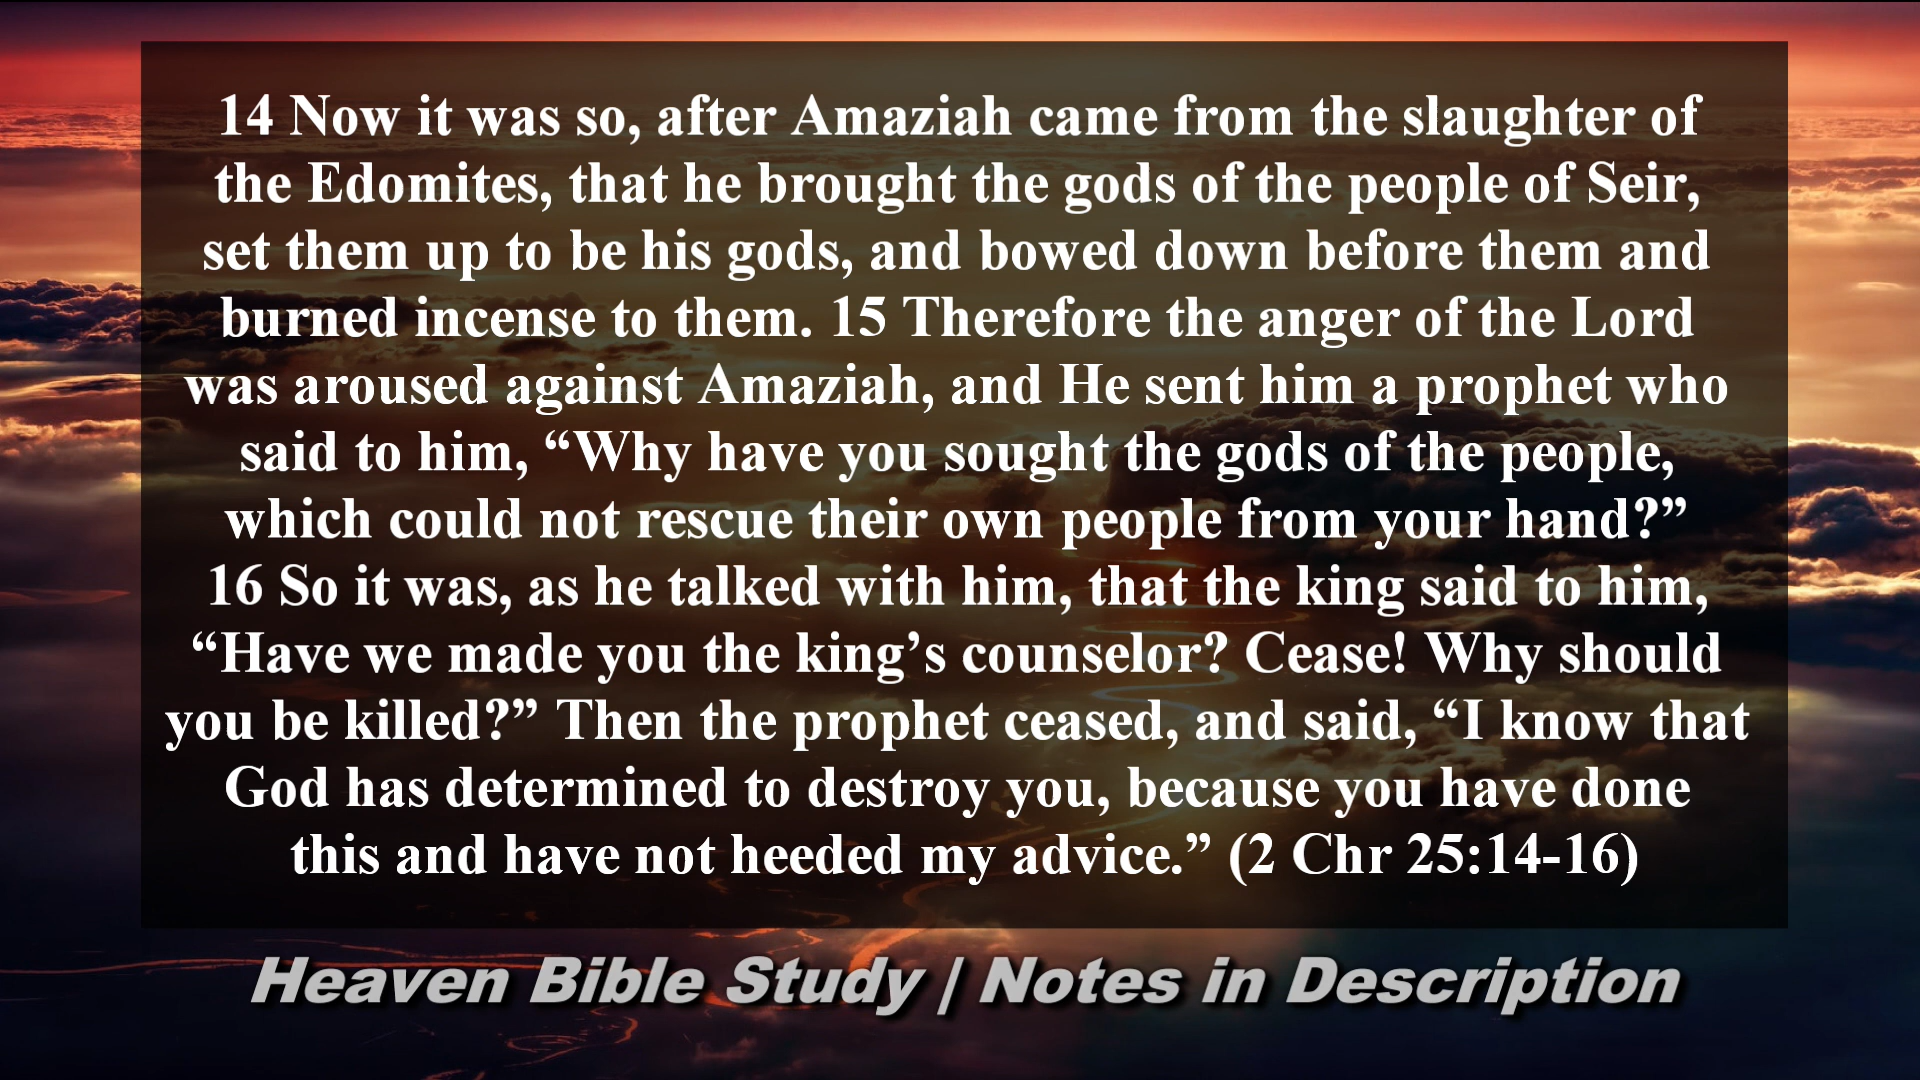 14 Now it was so, after Amaziah came from the slaughter of
the Edomites, that he brought the gods of the people of Seir,
set them up to be his gods, and bowed down before them and
burned incense to them. 15 Therefore the anger of the Lord
was aroused against Amaziah, and He sent him a prophet who
said to him, “Why have you sought the gods of the people,
which could not rescue their own people from your hand?”
16 So it was, as he talked with him, that the king said to him,
“Have we made you the king’s counselor? Cease! Why should
you be killed?” Then the prophet ceased, and said, “I know that
God has determined to destroy you, because you have done
this and have not heeded my advice.” (2 Chr 25:14-16)
Heaven Bible Study | Notes in Description